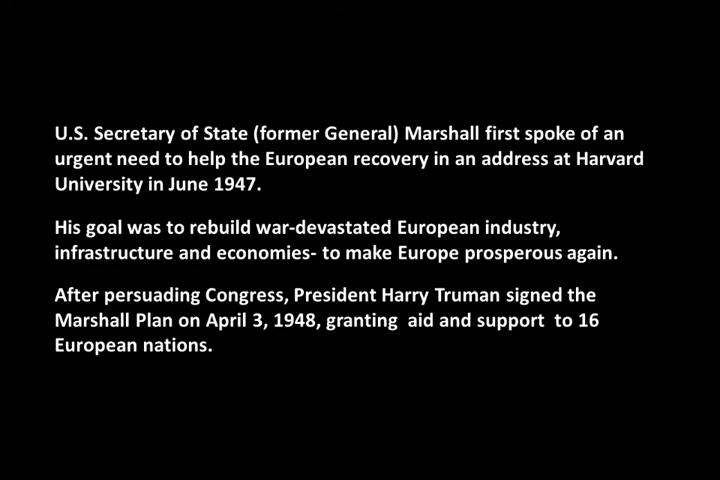 U.S. Secretary of State (former General) Marshall first spoke of an
urgent need to help the European recovery in an address at Harvard
University in June 1947.
His goal was to rebuild war-devastated European industry,
infrastructure and economies- to make Europe prosperous again.
After persuading Congress, President Harry Truman signed the
Marshall Plan on April 3, 1948, granting  aid and support  to 16
European nations.